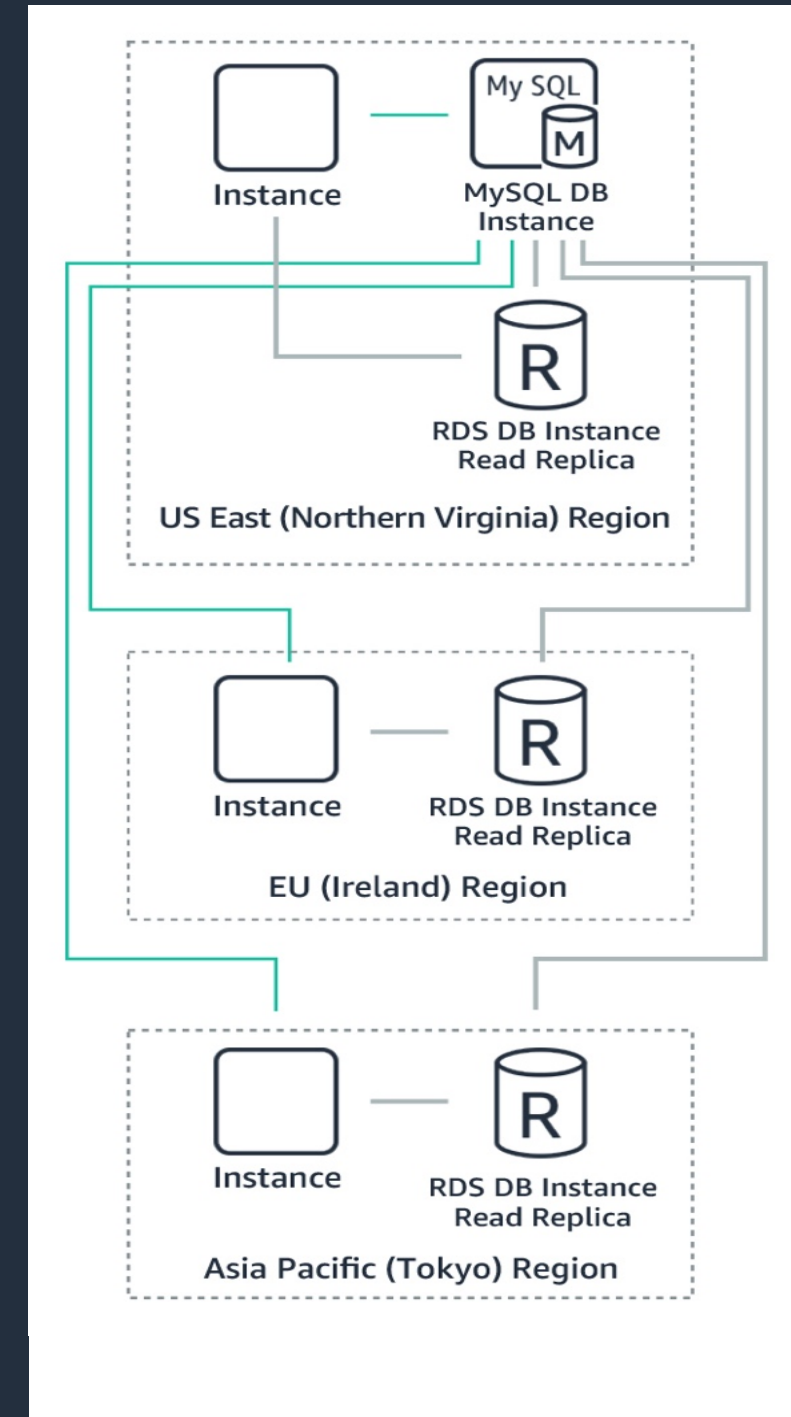 My SQL
M
Instance
MySQL DB
Instance
R
RDS DB Instance
Read Replica
US East (Northern Virginia) Region
R
Instance
RDS DB Instance
Read Replica
EU (Ireland) Region
R
Instance
RDS DB Instance
Read Replica
Asia Pacific (Tokyo) Region